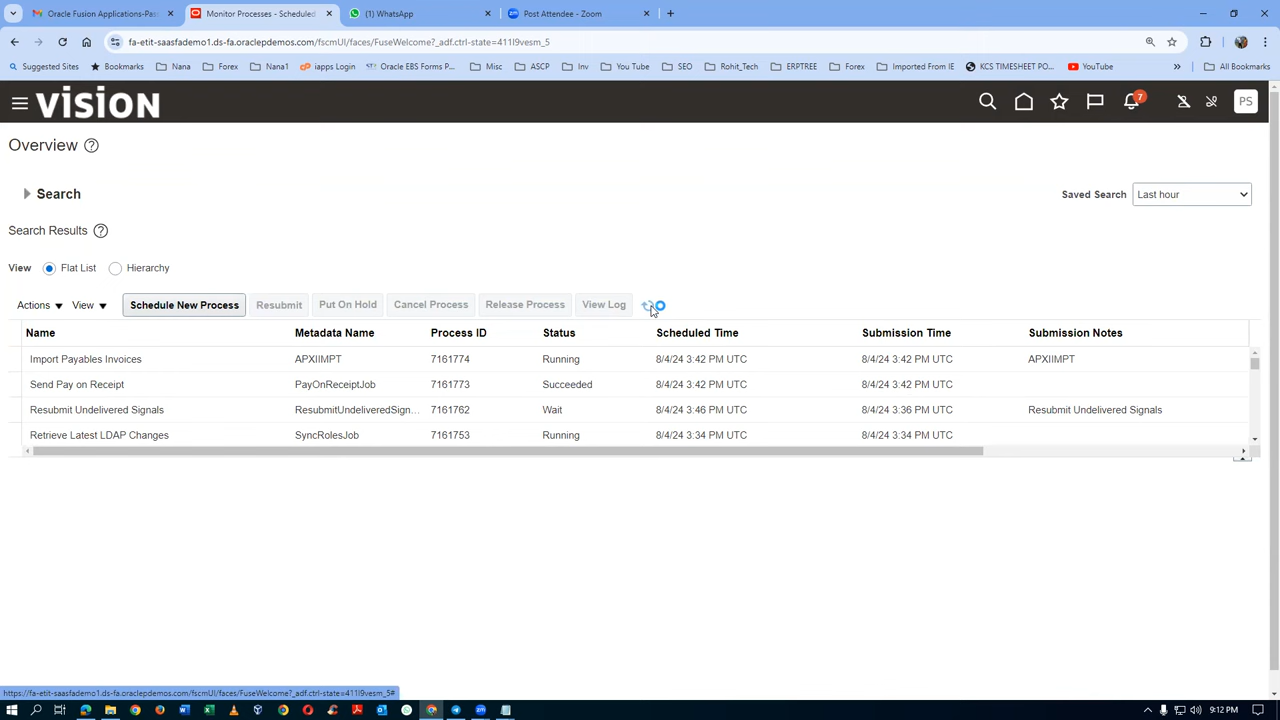 Oracle Fusion Applications-Pas
Monitor Processes - Scheduled
(1) WhatsApp
Post Attendee - Zoom
fa-etit-saasfademo1.ds-fa.oraclepdemos.com/fscmUI/faces/FuseWelcome?_adf.ctrl-state=411l9vesm_5
Suggested Sites Bookmarks Nana Forex Nana1 iapps Login Oracle EBS Forms P... Misc ASCP Inv You Tube SEO Rohit_Tech ERPTREE Forex Imported From IE KCS TIMESHEET PO... YouTube » All Bookmarks
VISION
7
PS
Overview ?
Search
Saved Search Last hour
Search Results ?
View Flat List Hierarchy
Actions View Schedule New Process Resubmit Put On Hold Cancel Process Release Process View Log
Name Metadata Name Process ID Status Scheduled Time Submission Time Submission Notes
Import Payables Invoices APXIIMPT 7161774 Running 8/4/24 3:42 PM UTC 8/4/24 3:42 PM UTC APXIIMPT
Send Pay on Receipt PayOnReceiptJob 7161773 Succeeded 8/4/24 3:42 PM UTC 8/4/24 3:42 PM UTC
Resubmit Undelivered Signals ResubmitUndeliveredSign... 7161762 Wait 8/4/24 3:46 PM UTC 8/4/24 3:36 PM UTC Resubmit Undelivered Signals
Retrieve Latest LDAP Changes SyncRolesJob 7161753 Running 8/4/24 3:34 PM UTC 8/4/24 3:34 PM UTC
https://fa-etit-saasfademo1.ds-fa.oraclepdemos.com/fscmUI/faces/FuseWelcome?_adf.ctrl-state=411l9vesm_5#
9:12 PM